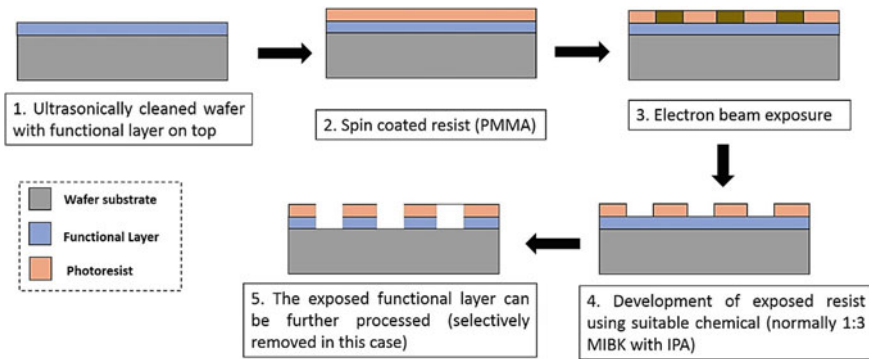 1. Ultrasonically cleaned wafer
with functional layer on top
2. Spin coated resist (PMMA)
3. Electron beam exposure
Wafer substrate
Functional Layer
Photoresist
5. The exposed functional layer can
be further processed (selectively
removed in this case)
4. Development of exposed resist
using suitable chemical (normally 1:3
MIBK with IPA)